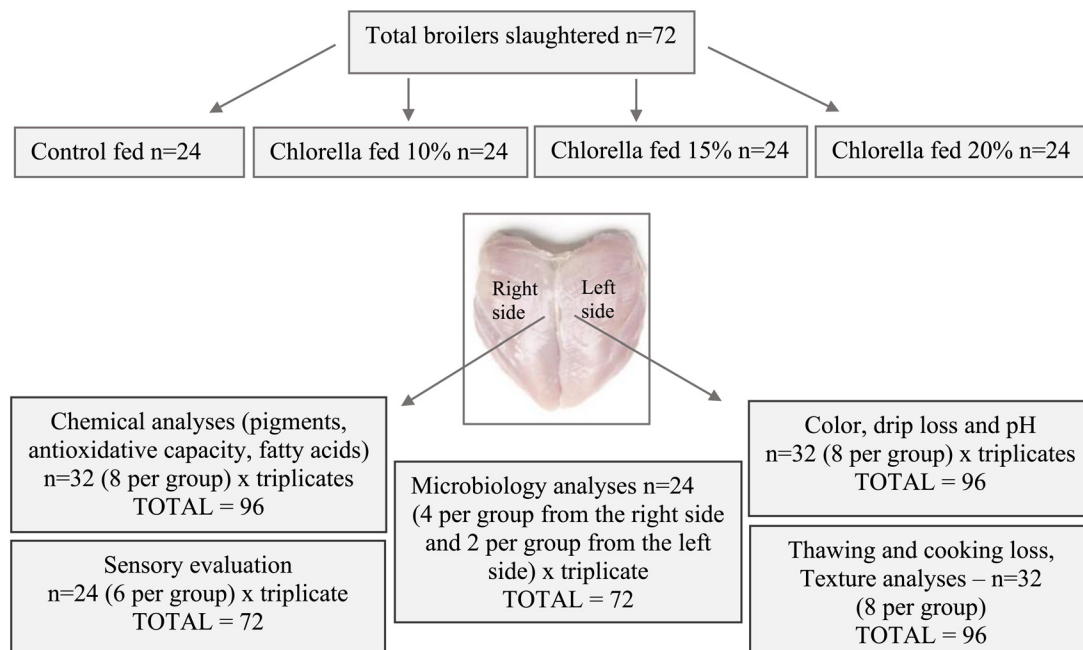 Total broilers slaughtered n=72
Control fed n=24
Chlorella fed 10% n=24
Chlorella fed 15% n=24
Chlorella fed 20% n=24
Right
side
Left
side
Chemical analyses (pigments,
antioxidative capacity, fatty acids)
n=32 (8 per group) x triplicates
TOTAL = 96
Sensory evaluation
n=24 (6 per group) x triplicate
TOTAL = 72
Microbiology analyses n=24
(4 per group from the right side
and 2 per group from the left
side) x triplicate
TOTAL = 72
Color, drip loss and pH
n=32 (8 per group) x triplicates
TOTAL = 96
Thawing and cooking loss,
Texture analyses – n=32
(8 per group)
TOTAL = 96